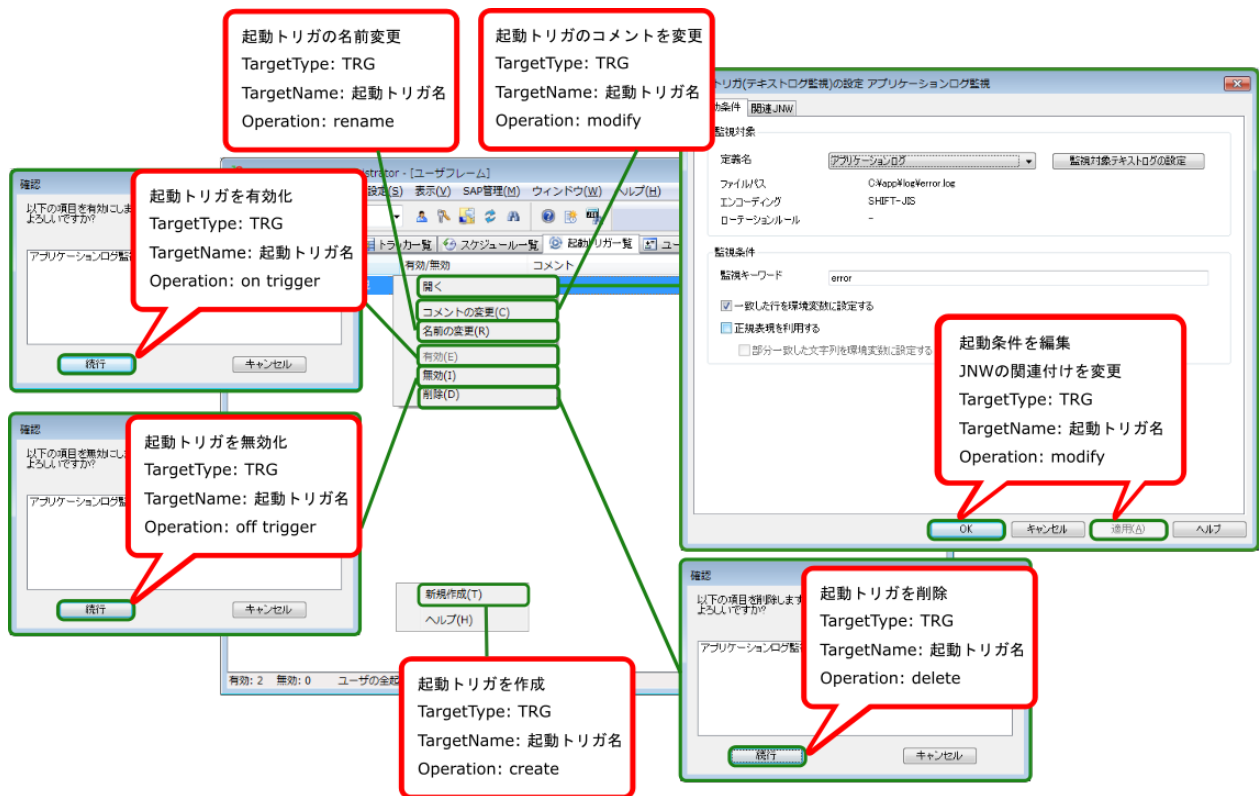 起動トリガの名前変更
TargetType: TRG
TargetName: 起動トリガ名
Operation: rename
起動トリガのコメントを変更
TargetType: TRG
TargetName: 起動トリガ名
Operation: modify
トリガ(テキストログ監視)の設定 アプリケーションログ監視
効条件 関連JNW
監視対象
定義名 アプリケーションログ 監視対象テキストログの設定
ファイルパス C:¥app¥log¥error.log
エンコーディング SHIFT-JIS
ローテーションルール -
監視条件
監視キーワード error
一致した行を環境変数に設定する
正規表現を利用する
部分一致した文字列を環境変数に設定する
起動条件を編集
JNWの関連付けを変更
TargetType: TRG
TargetName: 起動トリガ名
Operation: modify
OK キャンセル 適用(A) ヘルプ
strator - [ユーザフレーム]
設定(S) 表示(V) SAP管理(M) ウィンドウ(W) ヘルプ(H)
トラッカ一覧 スケジュール一覧 起動トリガ一覧 ユー
有効/無効 コメント
開く
コメントの変更(C)
名前の変更(R)
有効(E)
無効(I)
削除(D)
新規作成(T)
ヘルプ(H)
有効: 2 無効: 0 ユーザの全起
確認
以下の項目を有効にしま
よろしいですか?
アプリケーションログ監
続行 キャンセル
起動トリガを有効化
TargetType: TRG
TargetName: 起動トリガ名
Operation: on trigger
確認
以下の項目を無効にしま
よろしいですか?
アプリケーションログ監
続行 キャンセル
起動トリガを無効化
TargetType: TRG
TargetName: 起動トリガ名
Operation: off trigger
起動トリガを作成
TargetType: TRG
TargetName: 起動トリガ名
Operation: create
確認
以下の項目を削除します
よろしいですか?
アプリケーションログ監
続行 キャンセル
起動トリガを削除
TargetType: TRG
TargetName: 起動トリガ名
Operation: delete